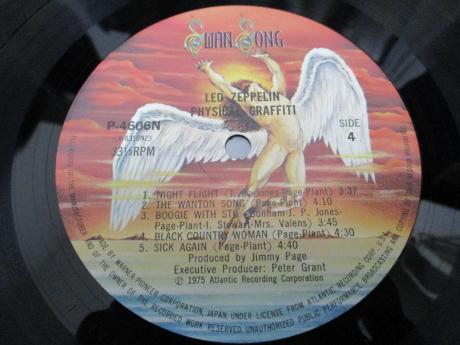 SWAN SONG
LED ZEPPELIN
PHYSICAL GRAFFITI
P-4606N
SIDE
4
33⅓RPM
1. NIGHT FLIGHT (J. P. Jones-Page-Plant) 3:37
2. THE WANTON SONG (Page-Plant) 4:10
3. BOOGIE WITH STU (Bonham-J. P. Jones-
Page-Plant-I. Stewart-Mrs. Valens) 3:49
4. BLACK COUNTRY WOMAN (Page-Plant) 4:30
5. SICK AGAIN (Page-Plant) 4:40
Produced by Jimmy Page
Executive Producer: Peter Grant
Ⓟ 1975 Atlantic Recording Corporation
BY WARNER-PIONEER CORPORATION, JAPAN, UNDER LICENSE FROM ATLANTIC RECORDING CORP. U.S.A.
OF THE OWNER OF THE RECORDED WORK RESERVED. UNAUTHORIZED PUBLIC PERFORMANCE, BROADCASTING AND COPYING